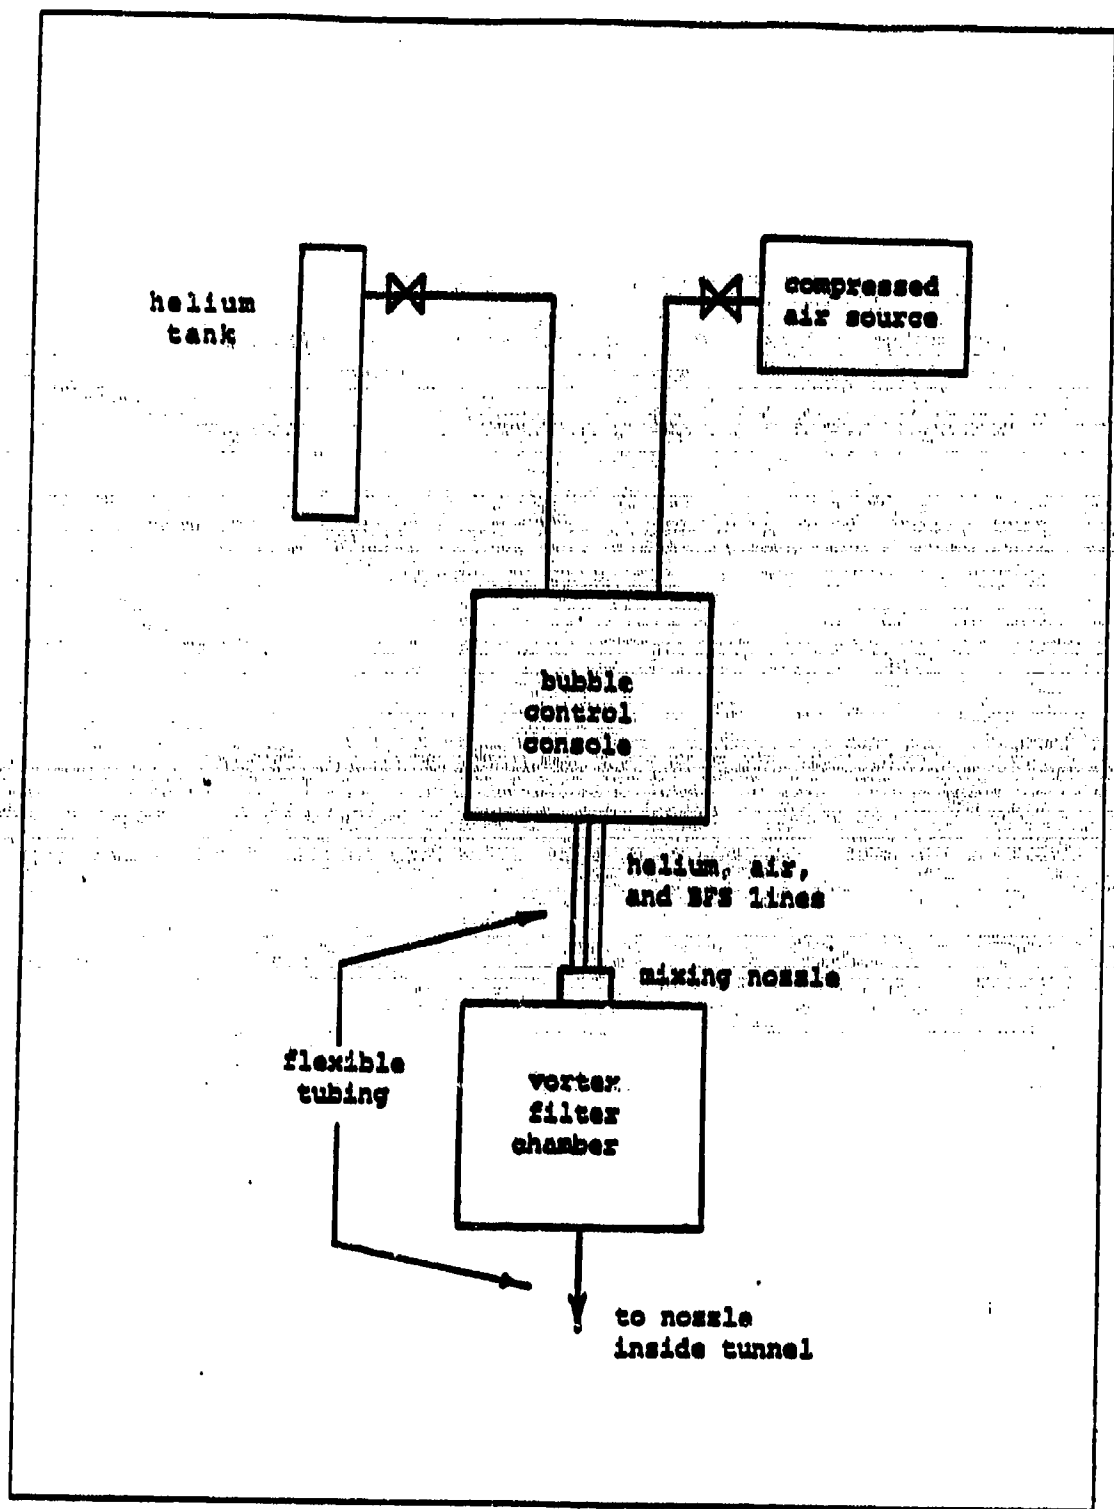 helium
tank
compressed
air source
bubble
control
console
helium, air,
and BFS lines
mixing nozzle
flexible
tubing
vortex
filter
chamber
to nozzle
inside tunnel